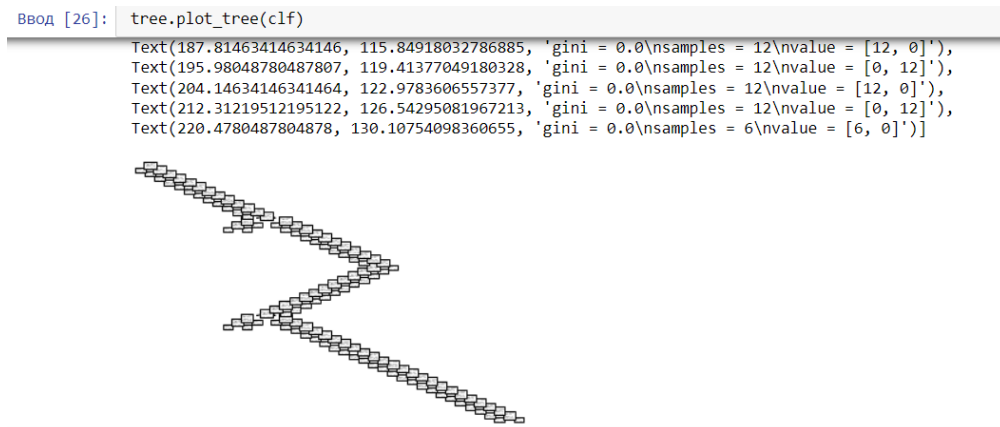 Ввод [26]: tree.plot_tree(clf)
Text(187.81463414634146, 115.84918032786885, 'gini = 0.0\nsamples = 12\nvalue = [12, 0]'),
Text(195.98048780487807, 119.41377049180328, 'gini = 0.0\nsamples = 12\nvalue = [0, 12]'),
Text(204.14634146341464, 122.9783606557377, 'gini = 0.0\nsamples = 12\nvalue = [12, 0]'),
Text(212.31219512195122, 126.54295081967213, 'gini = 0.0\nsamples = 12\nvalue = [0, 12]'),
Text(220.4780487804878, 130.10754098360655, 'gini = 0.0\nsamples = 6\nvalue = [6, 0]')]